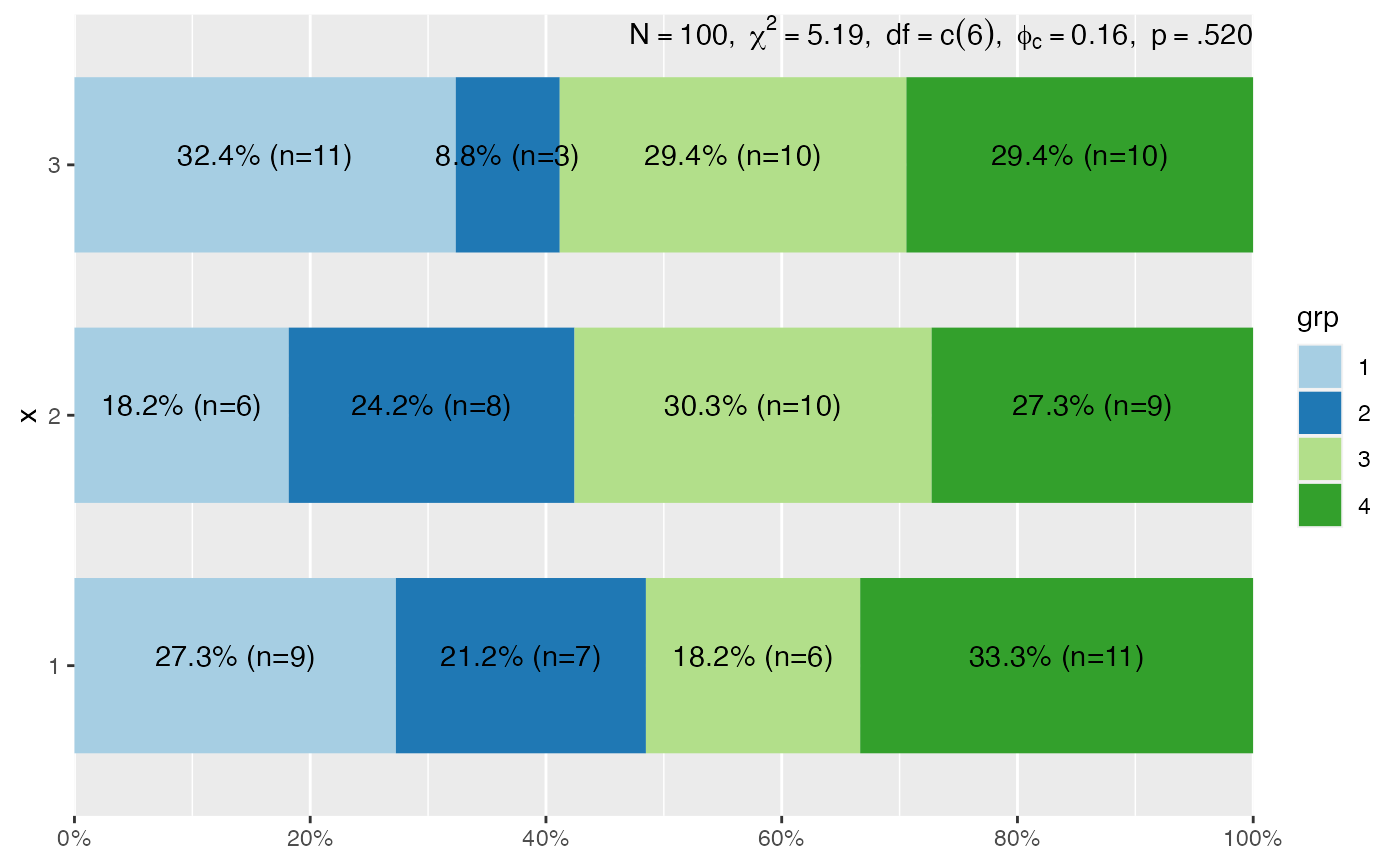 N = 100, χ² = 5.19, df = c(6), ϕc = 0.16, p = .520
3
32.4% (n=11) 8.8% (n=3) 29.4% (n=10) 29.4% (n=10)
x
2
18.2% (n=6) 24.2% (n=8) 30.3% (n=10) 27.3% (n=9)
1
27.3% (n=9) 21.2% (n=7) 18.2% (n=6) 33.3% (n=11)
0% 20% 40% 60% 80% 100%
grp
1
2
3
4